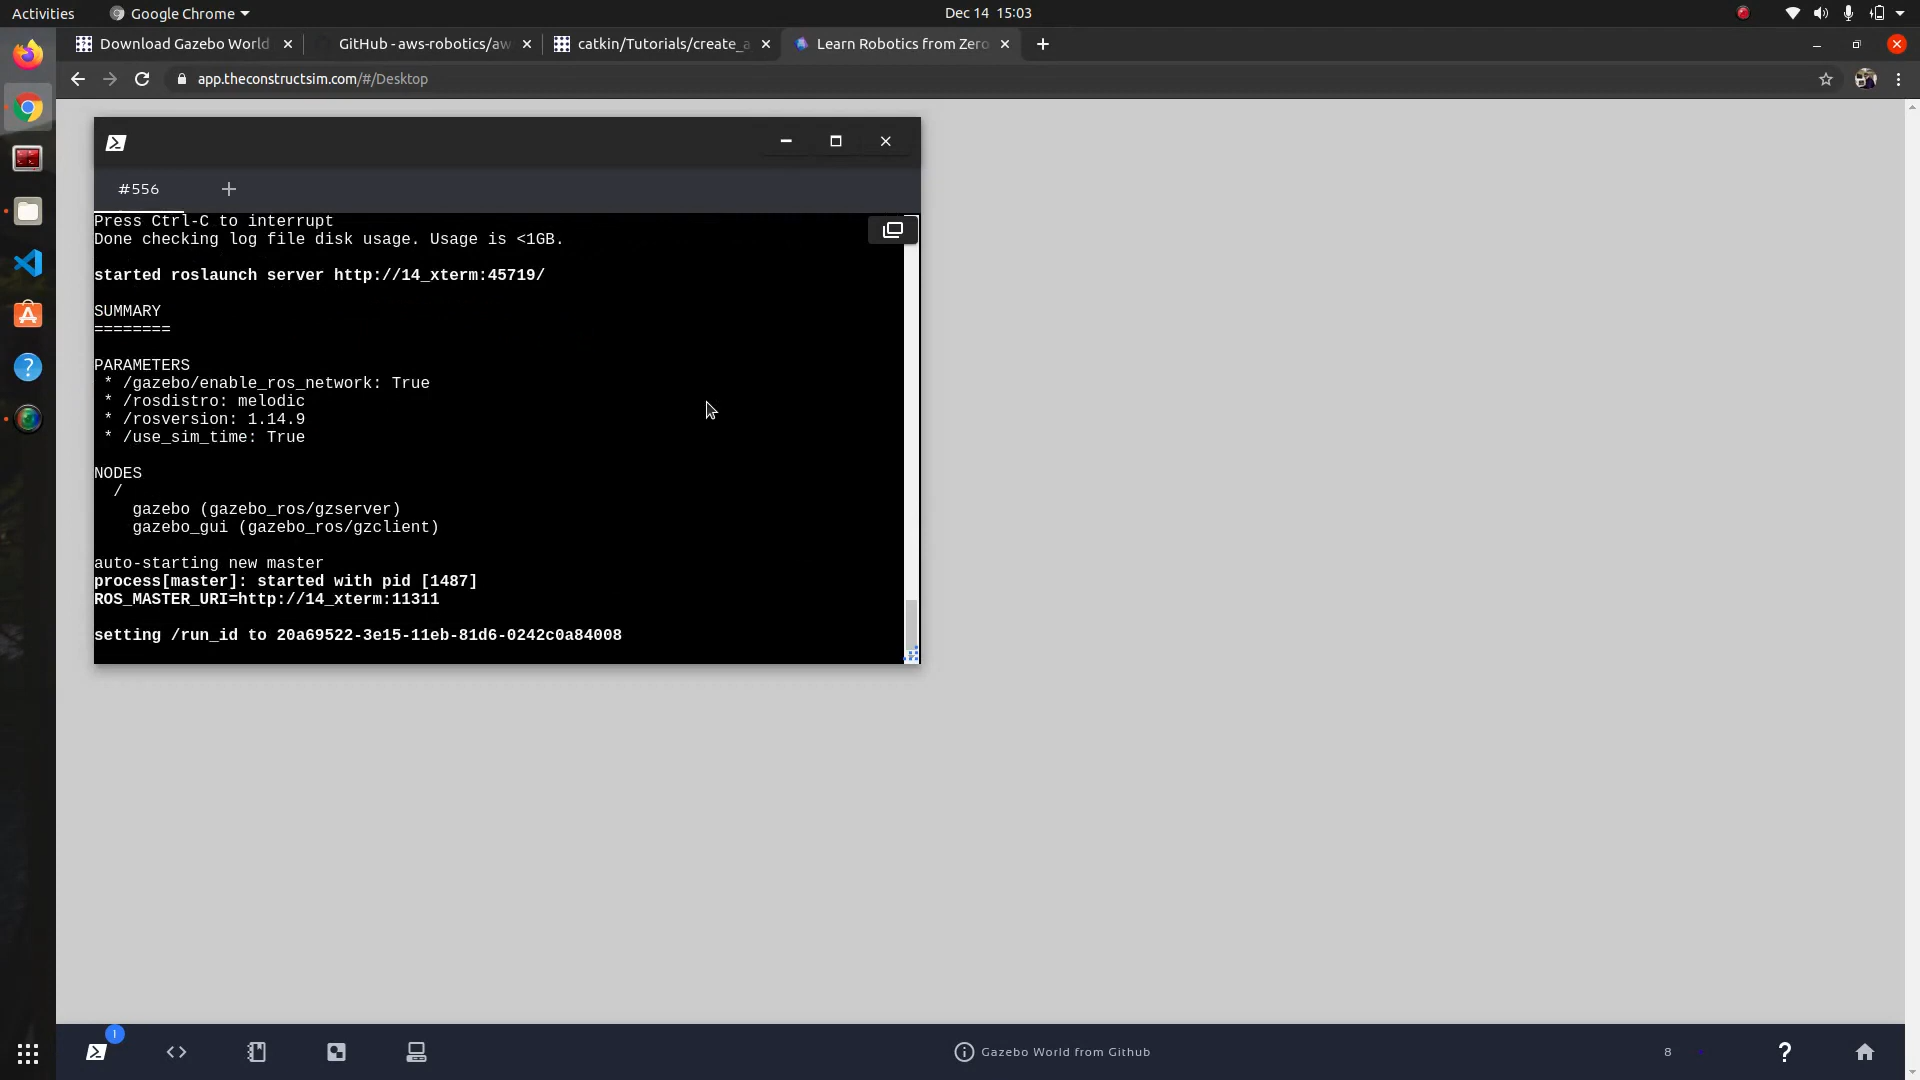 Activities
Google Chrome
Dec 14 15:03
Download Gazebo World
GitHub - aws-robotics/aw
catkin/Tutorials/create_a
Learn Robotics from Zero
app.theconstructsim.com/#/Desktop
#556
Press Ctrl-C to interrupt
Done checking log file disk usage. Usage is <1GB.
started roslaunch server http://14_xterm:45719/
SUMMARY
========
PARAMETERS
* /gazebo/enable_ros_network: True
* /rosdistro: melodic
* /rosversion: 1.14.9
* /use_sim_time: True
NODES
/
gazebo (gazebo_ros/gzserver)
gazebo_gui (gazebo_ros/gzclient)
auto-starting new master
process[master]: started with pid [1487]
ROS_MASTER_URI=http://14_xterm:11311
setting /run_id to 20a69522-3e15-11eb-81d6-0242c0a84008
1
Gazebo World from Github
8
?